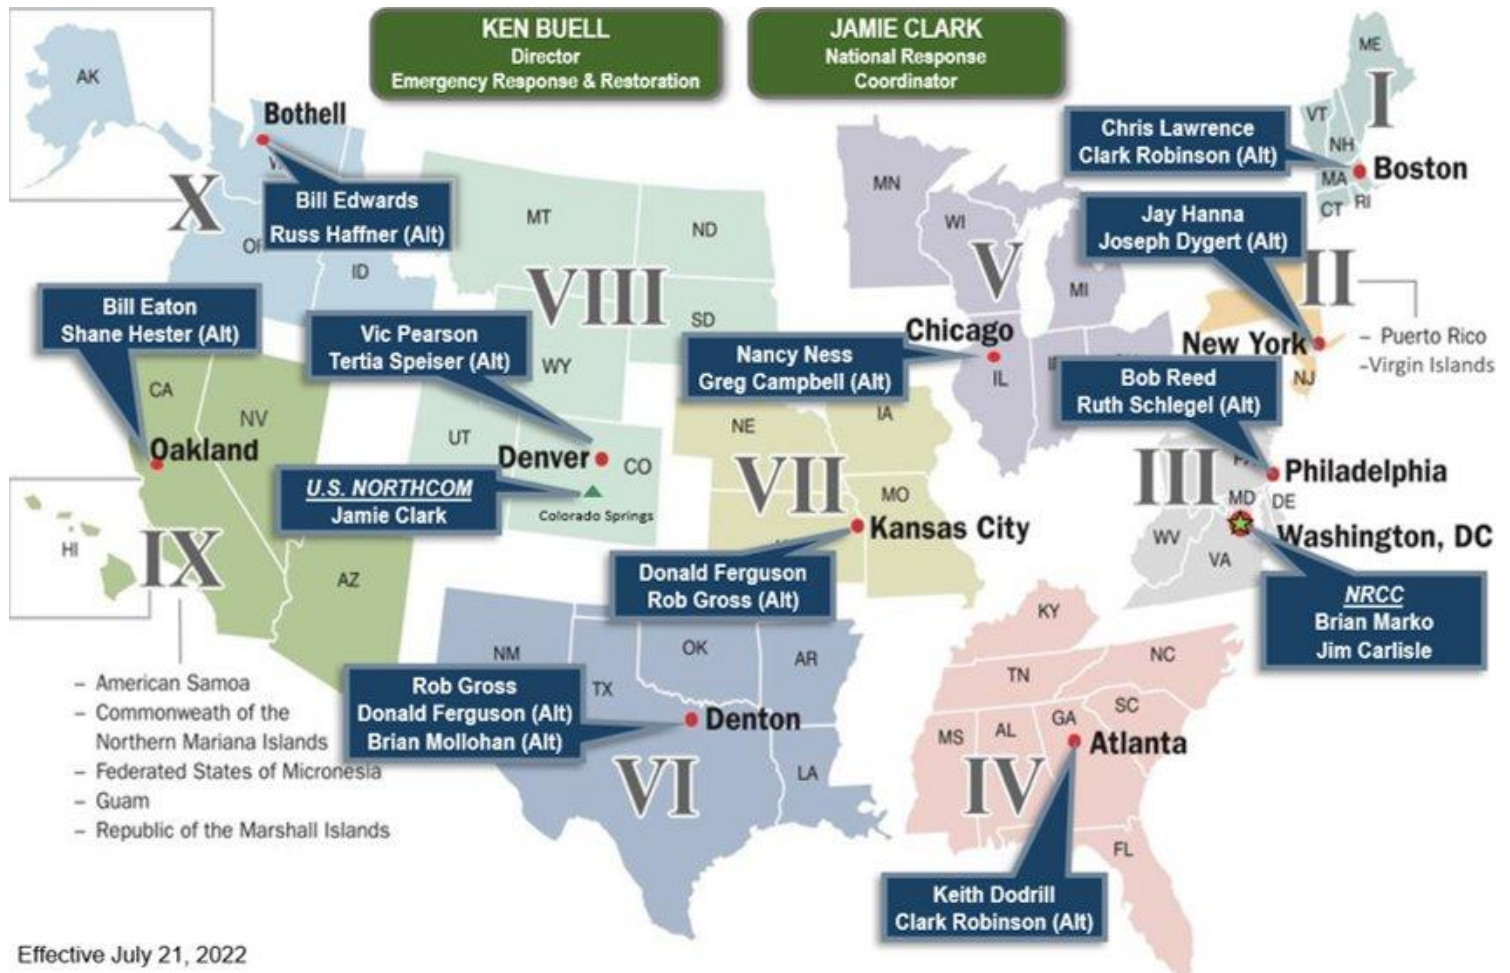 KEN BUELL
Director
Emergency Response & Restoration
JAMIE CLARK
National Response
Coordinator
AK
Bothell
X
Bill Edwards
Russ Haffner (Alt)
ID
MT
ND
VIII
SD
WY
MN
WI
V
MI
ME
I
VT
NH
Chris Lawrence
Clark Robinson (Alt)
Boston
MA
CT
RI
Jay Hanna
Joseph Dygert (Alt)
II
– Puerto Rico
–Virgin Islands
New York
NJ
Bill Eaton
Shane Hester (Alt)
CA
NV
Oakland
Vic Pearson
Tertia Speiser (Alt)
UT
Denver
CO
U.S. NORTHCOM
Jamie Clark
Colorado Springs
Chicago
Nancy Ness
Greg Campbell (Alt)
IL
NE
IA
VII
MO
Kansas City
Donald Ferguson
Rob Gross (Alt)
Bob Reed
Ruth Schlegel (Alt)
III
Philadelphia
MD
DE
WV
VA
Washington, DC
NRCC
Brian Marko
Jim Carlisle
HI
IX
AZ
– American Samoa
– Commonweath of the
Northern Mariana Islands
– Federated States of Micronesia
– Guam
– Republic of the Marshall Islands
NM
TX
OK
AR
Rob Gross
Donald Ferguson (Alt)
Brian Mollohan (Alt)
Denton
VI
LA
KY
TN
NC
SC
MS
AL
GA
Atlanta
IV
FL
Keith Dodrill
Clark Robinson (Alt)
Effective July 21, 2022